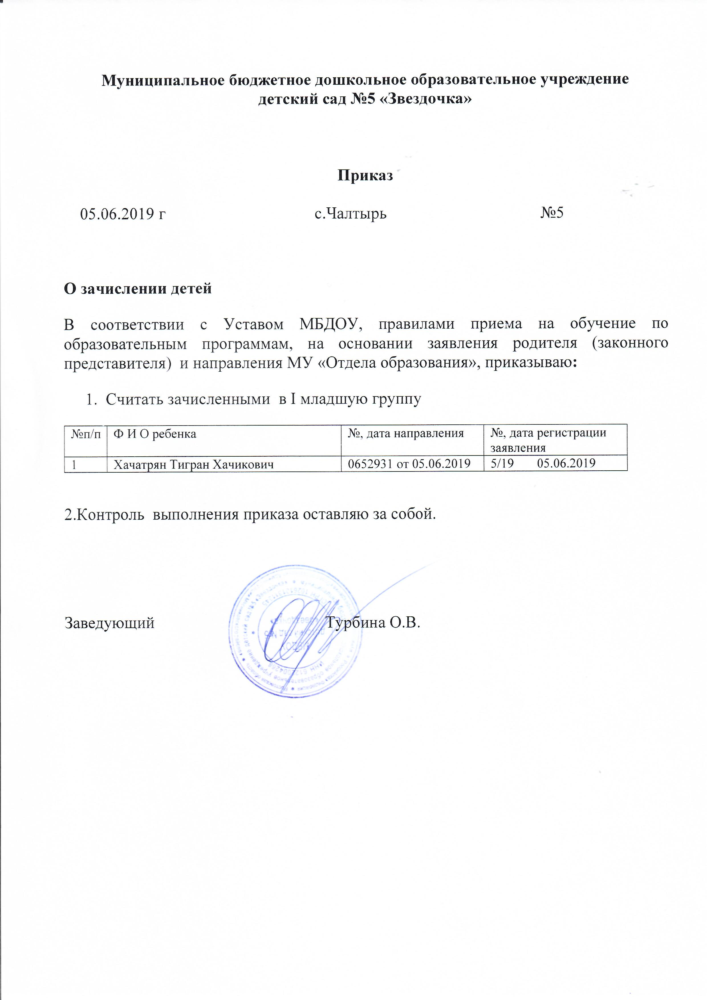 Муниципальное бюджетное дошкольное образовательное учреждение
детский сад №5 «Звездочка»
Приказ
05.06.2019 г с.Чалтырь №5
О зачислении детей
В соответствии с Уставом МБДОУ, правилами приема на обучение по
образовательным программам, на основании заявления родителя (законного
представителя) и направления МУ «Отдела образования», приказываю:
1. Считать зачисленными в I младшую группу
№п/п Ф И О ребенка №, дата направления №, дата регистрации
заявления
1 Хачатрян Тигран Хачикович 0652931 от 05.06.2019 5/19 05.06.2019
2.Контроль выполнения приказа оставляю за собой.
Заведующий Турбина О.В.